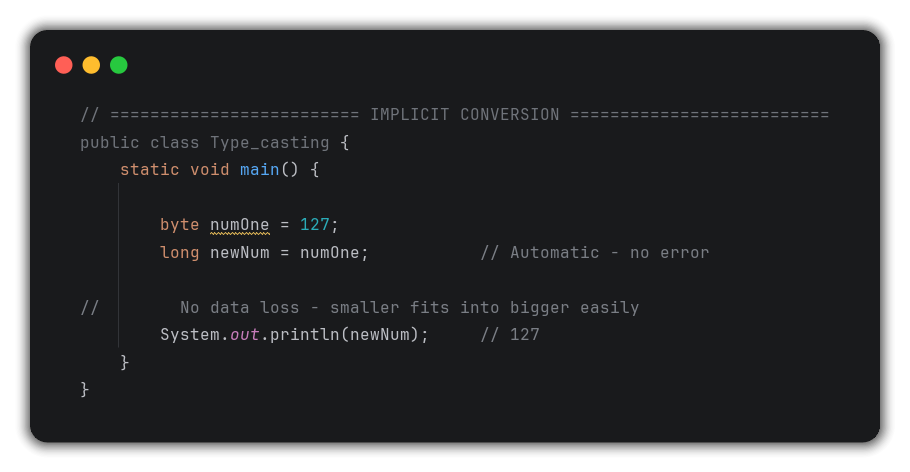 // ========================= IMPLICIT CONVERSION ==========================
public class Type_casting {
    static void main() {
        byte numOne = 127;
        long newNum = numOne;           // Automatic - no error
//        No data loss - smaller fits into bigger easily
        System.out.println(newNum);     // 127
    }
}